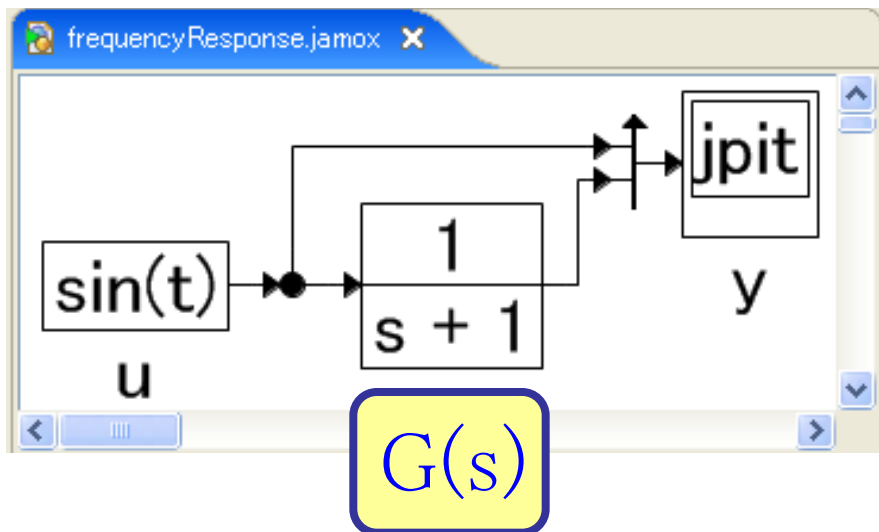 frequencyResponse.jamox
jpit
sin(t)
1
s + 1
u
y
G(s)